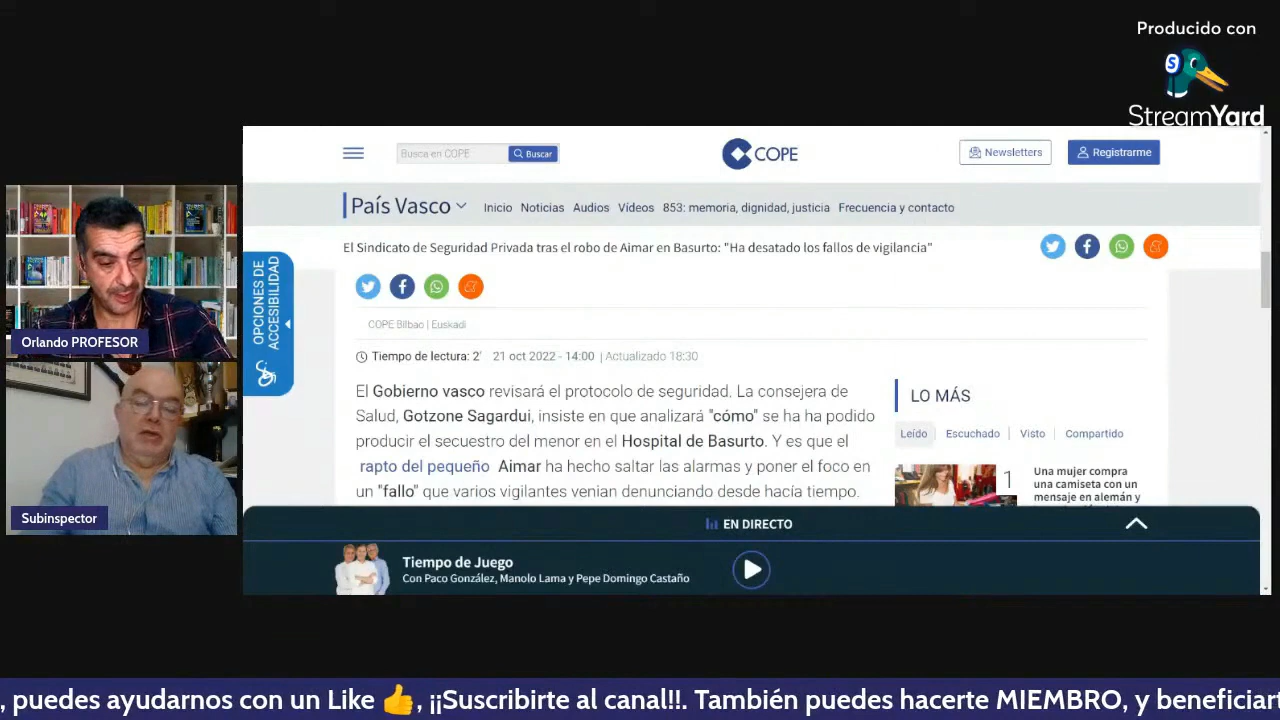 Producido con
StreamYard
Busca en COPE
Buscar
COPE
Newsletters
Registrarme
País Vasco
Inicio Noticias Audios Vídeos 853: memoria, dignidad, justicia Frecuencia y contacto
El Sindicato de Seguridad Privada tras el robo de Aimar en Basurto: "Ha desatado los fallos de vigilancia"
OPCIONES DE
ACCESIBILIDAD
COPE Bilbao | Euskadi
Tiempo de lectura: 2' 21 oct 2022 - 14:00 | Actualizado 18:30
El Gobierno vasco revisará el protocolo de seguridad. La consejera de
Salud, Gotzone Sagardui, insiste en que analizará "cómo" se ha ha podido
producir el secuestro del menor en el Hospital de Basurto. Y es que el
rapto del pequeño Aimar ha hecho saltar las alarmas y poner el foco en
un "fallo" que varios vigilantes venian denunciando desde hacía tiempo.
LO MÁS
Leído | Escuchado | Visto | Compartido
1
Una mujer compra
una camiseta con un
mensaje en alemán y
EN DIRECTO
Tiempo de Juego
Con Paco González, Manolo Lama y Pepe Domingo Castaño
Orlando PROFESOR
Subinspector
, puedes ayudarnos con un Like 👍, ¡¡Suscribirte al canal!!. También puedes hacerte MIEMBRO, y beneficiart